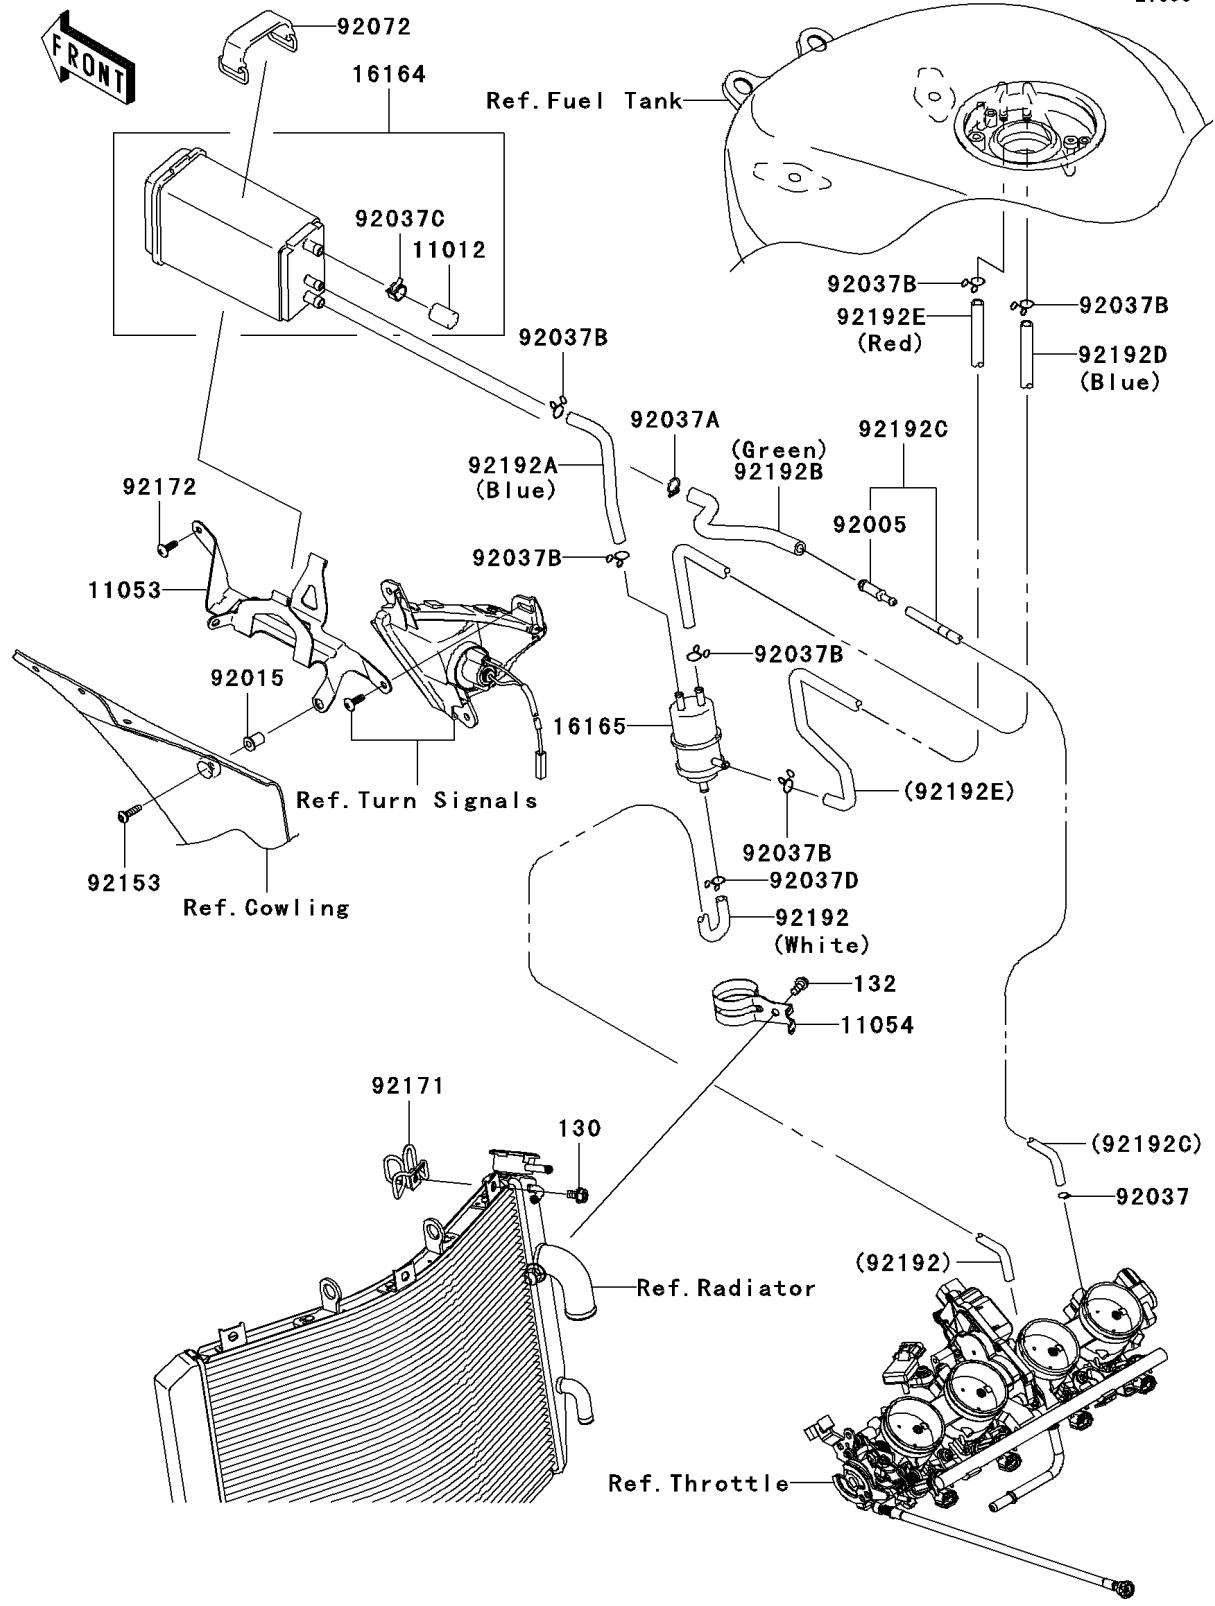 FRONT
92072
16164
Ref.Fuel Tank
92037C
11012
92037B
92192E
(Red)
92037B
92192D
(Blue)
92037B
92037A
92192C
(Green)
92192B
92192A
(Blue)
92172
92005
92037B
11053
92037B
92015
16165
(92192E)
Ref.Turn Signals
92037B
92153
92037D
Ref.Cowling
92192
(White)
132
11054
92171
130
(92192C)
92037
(92192)
Ref.Radiator
Ref.Throttle